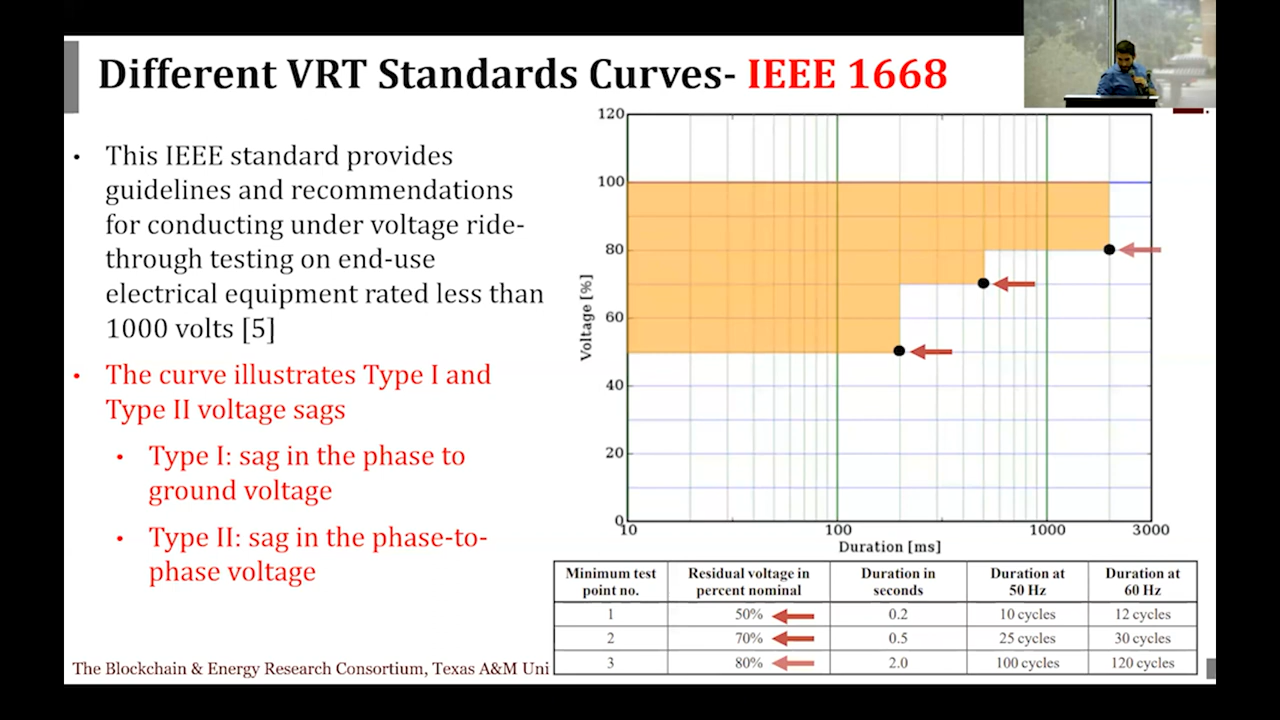 Different VRT Standards Curves- IEEE 1668
• This IEEE standard provides
guidelines and recommendations
for conducting under voltage ride-
through testing on end-use
electrical equipment rated less than
1000 volts [5]
• The curve illustrates Type I and
Type II voltage sags
• Type I: sag in the phase to
ground voltage
• Type II: sag in the phase-to-
phase voltage
120
100
80
60
40
20
0
Voltage [%]
10 100 1000 3000
Duration [ms]
Minimum test point no. Residual voltage in percent nominal Duration in seconds Duration at 50 Hz Duration at 60 Hz
1 50% 0.2 10 cycles 12 cycles
2 70% 0.5 25 cycles 30 cycles
3 80% 2.0 100 cycles 120 cycles
The Blockchain & Energy Research Consortium, Texas A&M Uni